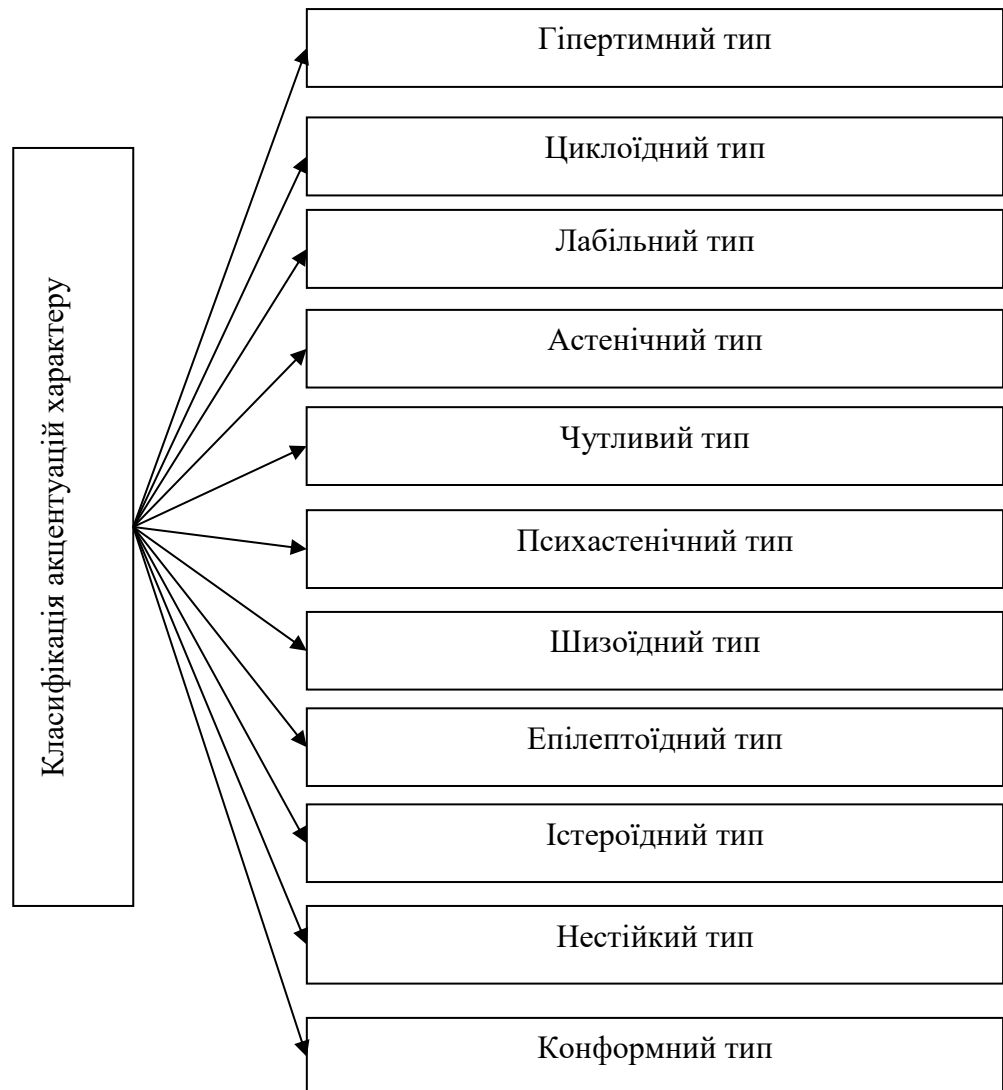 Класифікація акцентуацій характеру
Гіпертимний тип
Циклоїдний тип
Лабільний тип
Астенічний тип
Чутливий тип
Психастенічний тип
Шизоїдний тип
Епілептоїдний тип
Істероїдний тип
Нестійкий тип
Конформний тип